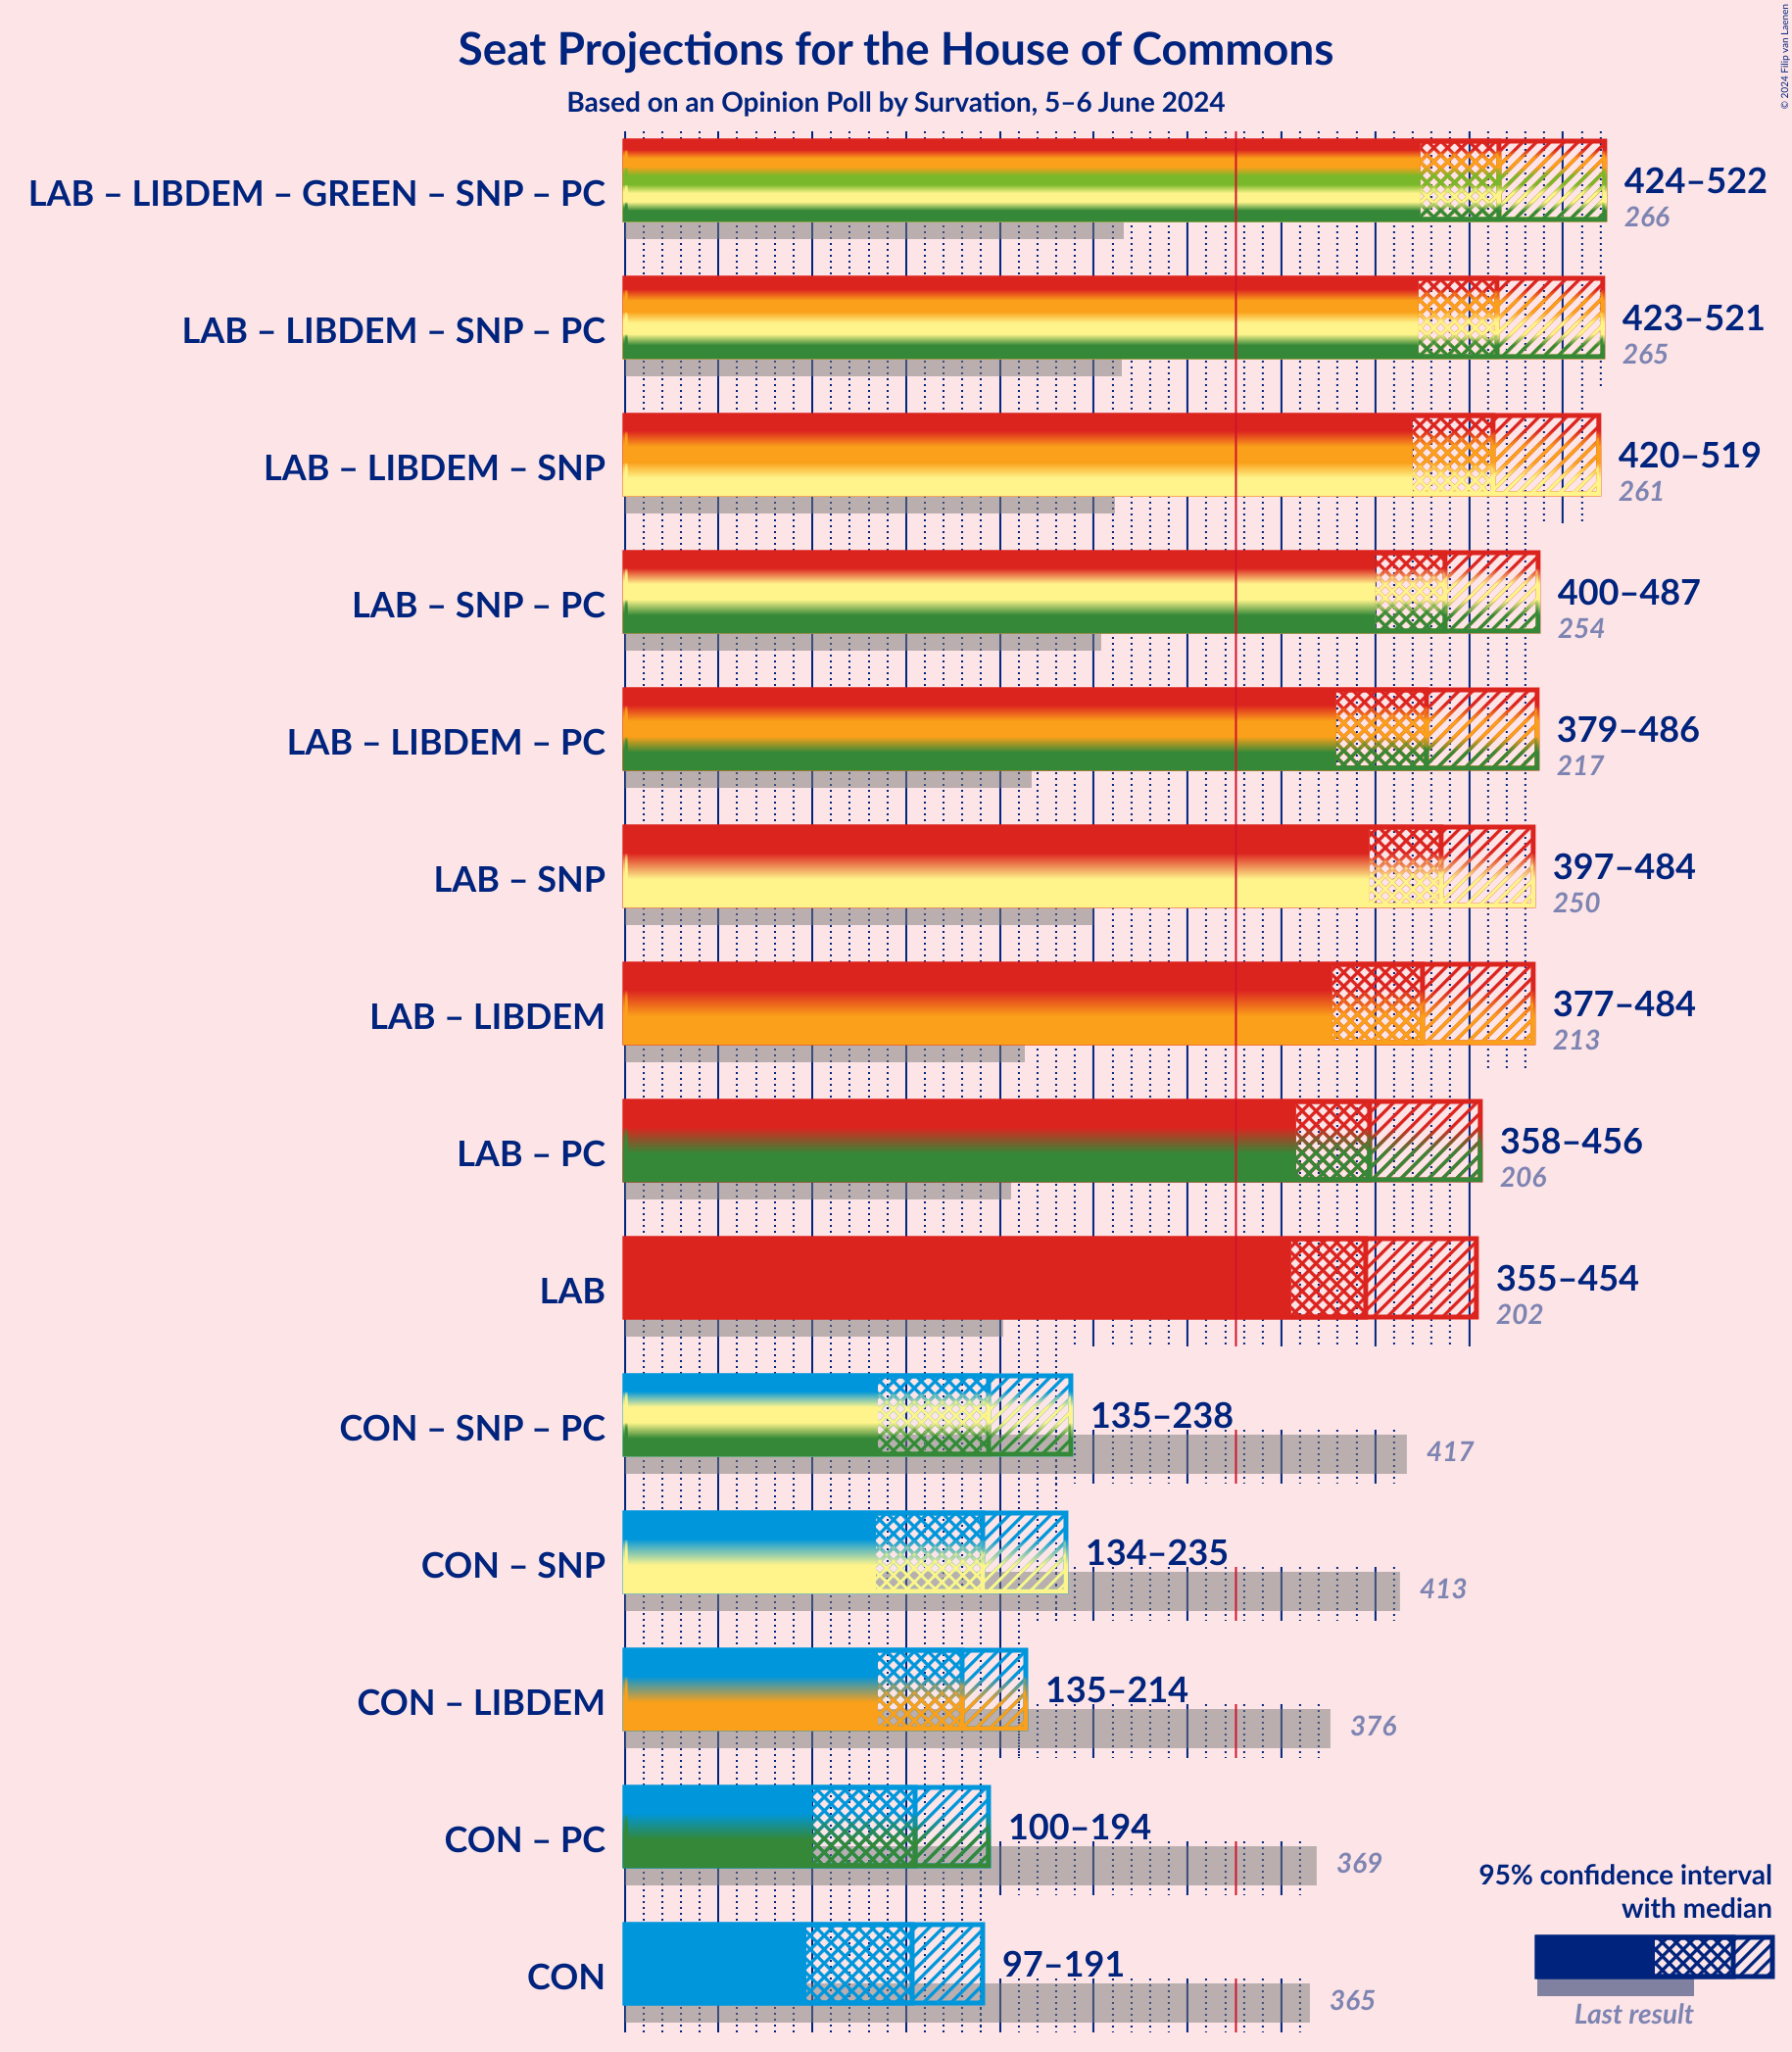 Seat Projections for the House of Commons
Based on an Opinion Poll by Survation, 5–6 June 2024
© 2024 Filip van Laenen
LAB – LIBDEM – GREEN – SNP – PC
424–522
266
LAB – LIBDEM – SNP – PC
423–521
265
LAB – LIBDEM – SNP
420–519
261
LAB – SNP – PC
400–487
254
LAB – LIBDEM – PC
379–486
217
LAB – SNP
397–484
250
LAB – LIBDEM
377–484
213
LAB – PC
358–456
206
LAB
355–454
202
CON – SNP – PC
135–238
417
CON – SNP
134–235
413
CON – LIBDEM
135–214
376
CON – PC
100–194
369
CON
97–191
365
95% confidence interval
with median
Last result